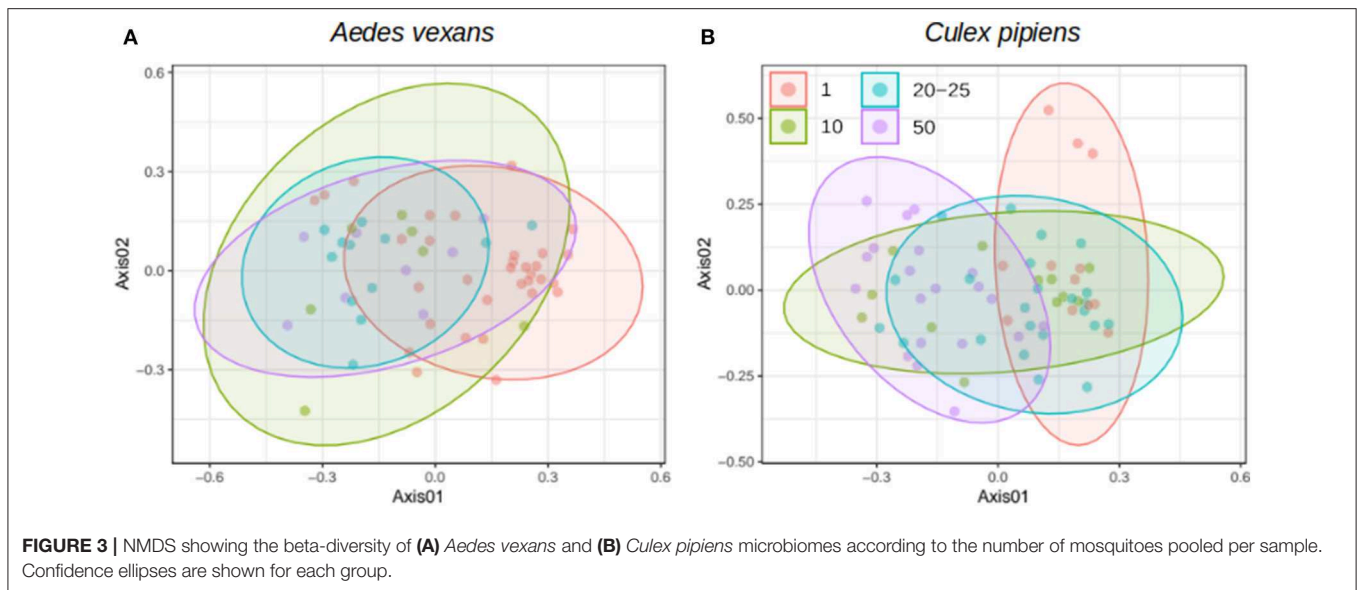 A
Aedes vexans
B
Culex pipiens
0.6
0.3
0.0
−0.3
Axis02
−0.6
−0.3
0.0
0.3
0.6
Axis01
1
20−25
10
50
0.50
0.25
0.00
−0.25
−0.50
Axis02
−0.3
0.0
0.3
0.6
Axis01
FIGURE 3 | NMDS showing the beta-diversity of (A) Aedes vexans and (B) Culex pipiens microbiomes according to the number of mosquitoes pooled per sample.
Confidence ellipses are shown for each group.